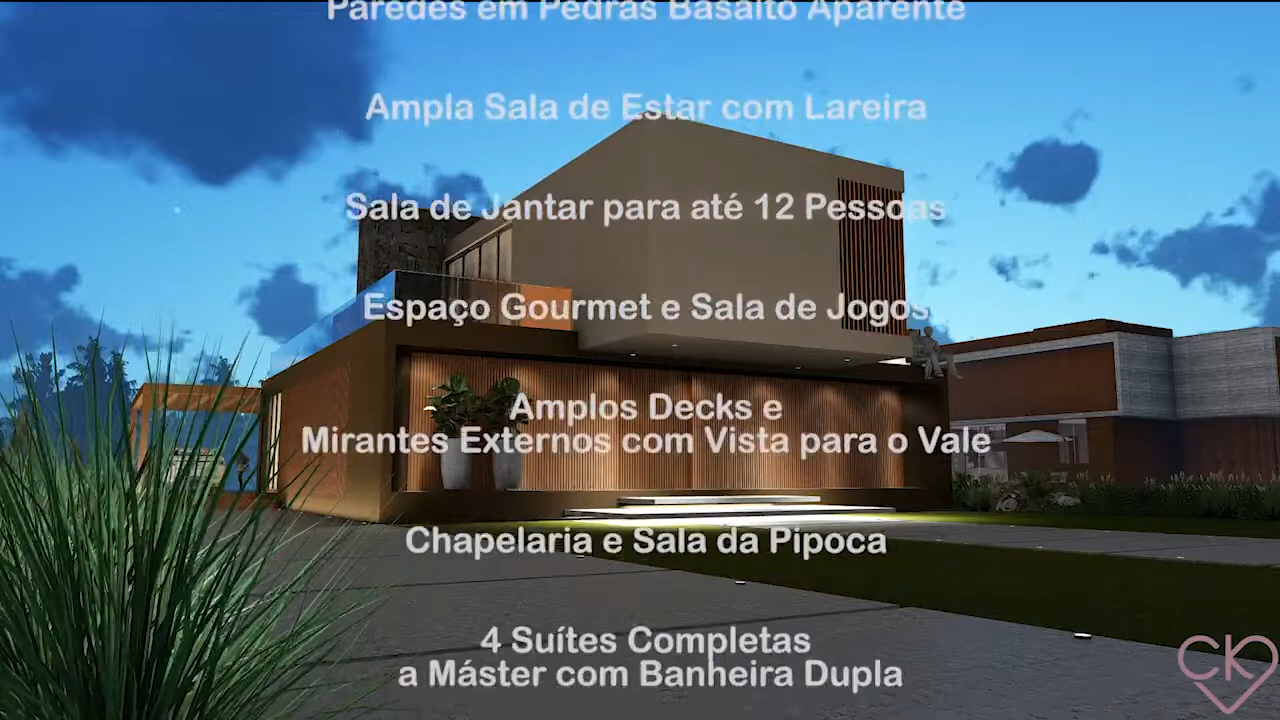 Paredes em Pedras Basalto Aparente
Ampla Sala de Estar com Lareira
Sala de Jantar para até 12 Pessoas
Espaço Gourmet e Sala de Jogos
Amplos Decks e
Mirantes Externos com Vista para o Vale
Chapelaria e Sala da Pipoca
4 Suítes Completas
a Máster com Banheira Dupla
CK